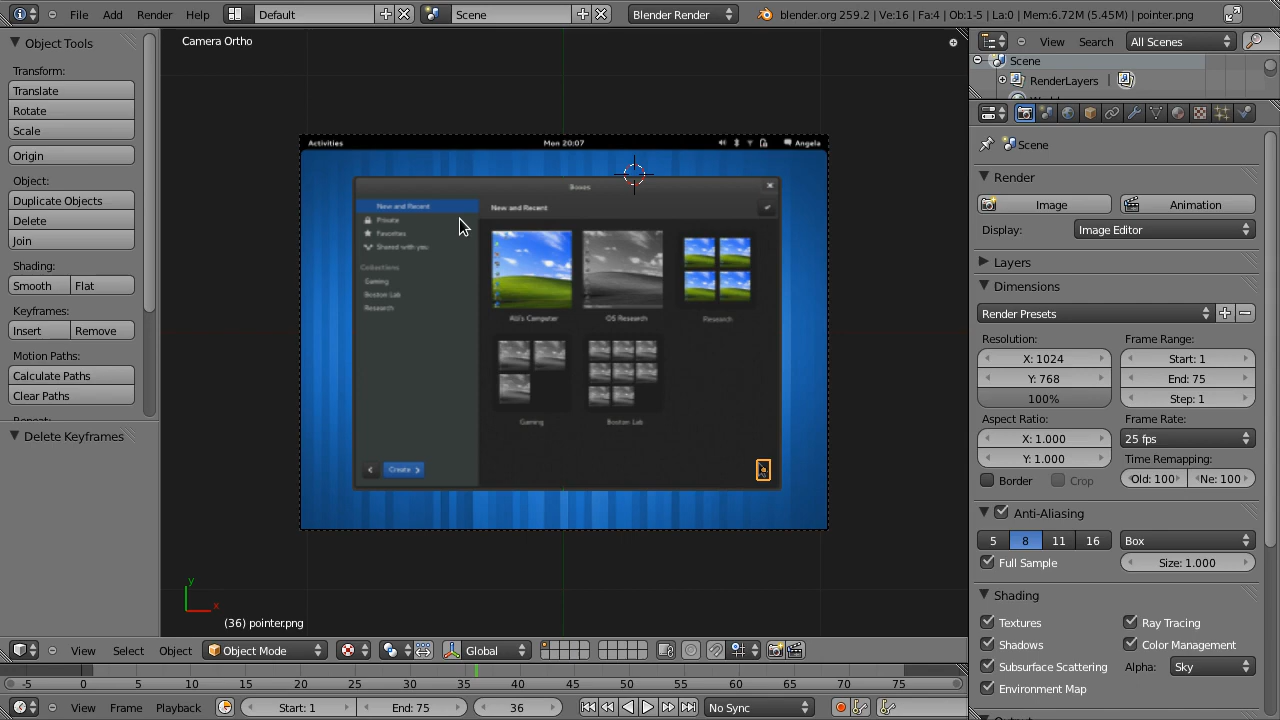 File Add Render Help Default Scene Blender Render blender.org 259.2 | Ve:16 | Fa:4 | Ob:1-5 | La:0 | Mem:6.72M (5.45M) | pointer.png
Object Tools
Transform:
Translate
Rotate
Scale
Origin
Object:
Duplicate Objects
Delete
Join
Shading:
Smooth Flat
Keyframes:
Insert Remove
Motion Paths:
Calculate Paths
Clear Paths
Delete Keyframes
Camera Ortho
Activities Mon 20:07 Angela
Boxes
New and Recent
Private
Favorites
Shared with you
Collections
Gaming
Boston Lab
Research
Create
New and Recent
Ali's Computer OS Research Research
Gaming Boston Lab
y
x
(36) pointer.png
View Select Object Object Mode Global
-5 0 5 10 15 20 25 30 35 40 45 50 55 60 65 70 75
View Frame Playback Start: 1 End: 75 36 No Sync
View Search All Scenes
Scene
RenderLayers |
Scene
Render
Image Animation
Display: Image Editor
Layers
Dimensions
Render Presets
Resolution: Frame Range:
X: 1024 Start: 1
Y: 768 End: 75
100% Step: 1
Aspect Ratio: Frame Rate:
X: 1.000 25 fps
Y: 1.000 Time Remapping:
Border Crop Old: 100 Ne: 100
Anti-Aliasing
5 8 11 16 Box
Full Sample Size: 1.000
Shading
Textures Ray Tracing
Shadows Color Management
Subsurface Scattering Alpha: Sky
Environment Map